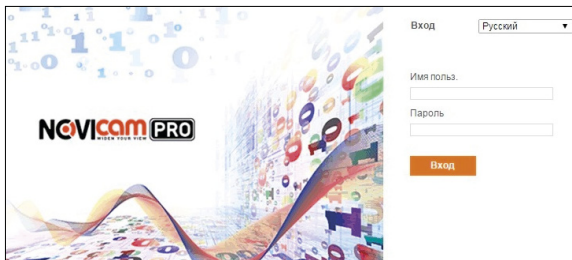 Вход
Русский
Имя польз.
Пароль
Вход
NOVICAM PRO
WIDEN YOUR VIEW